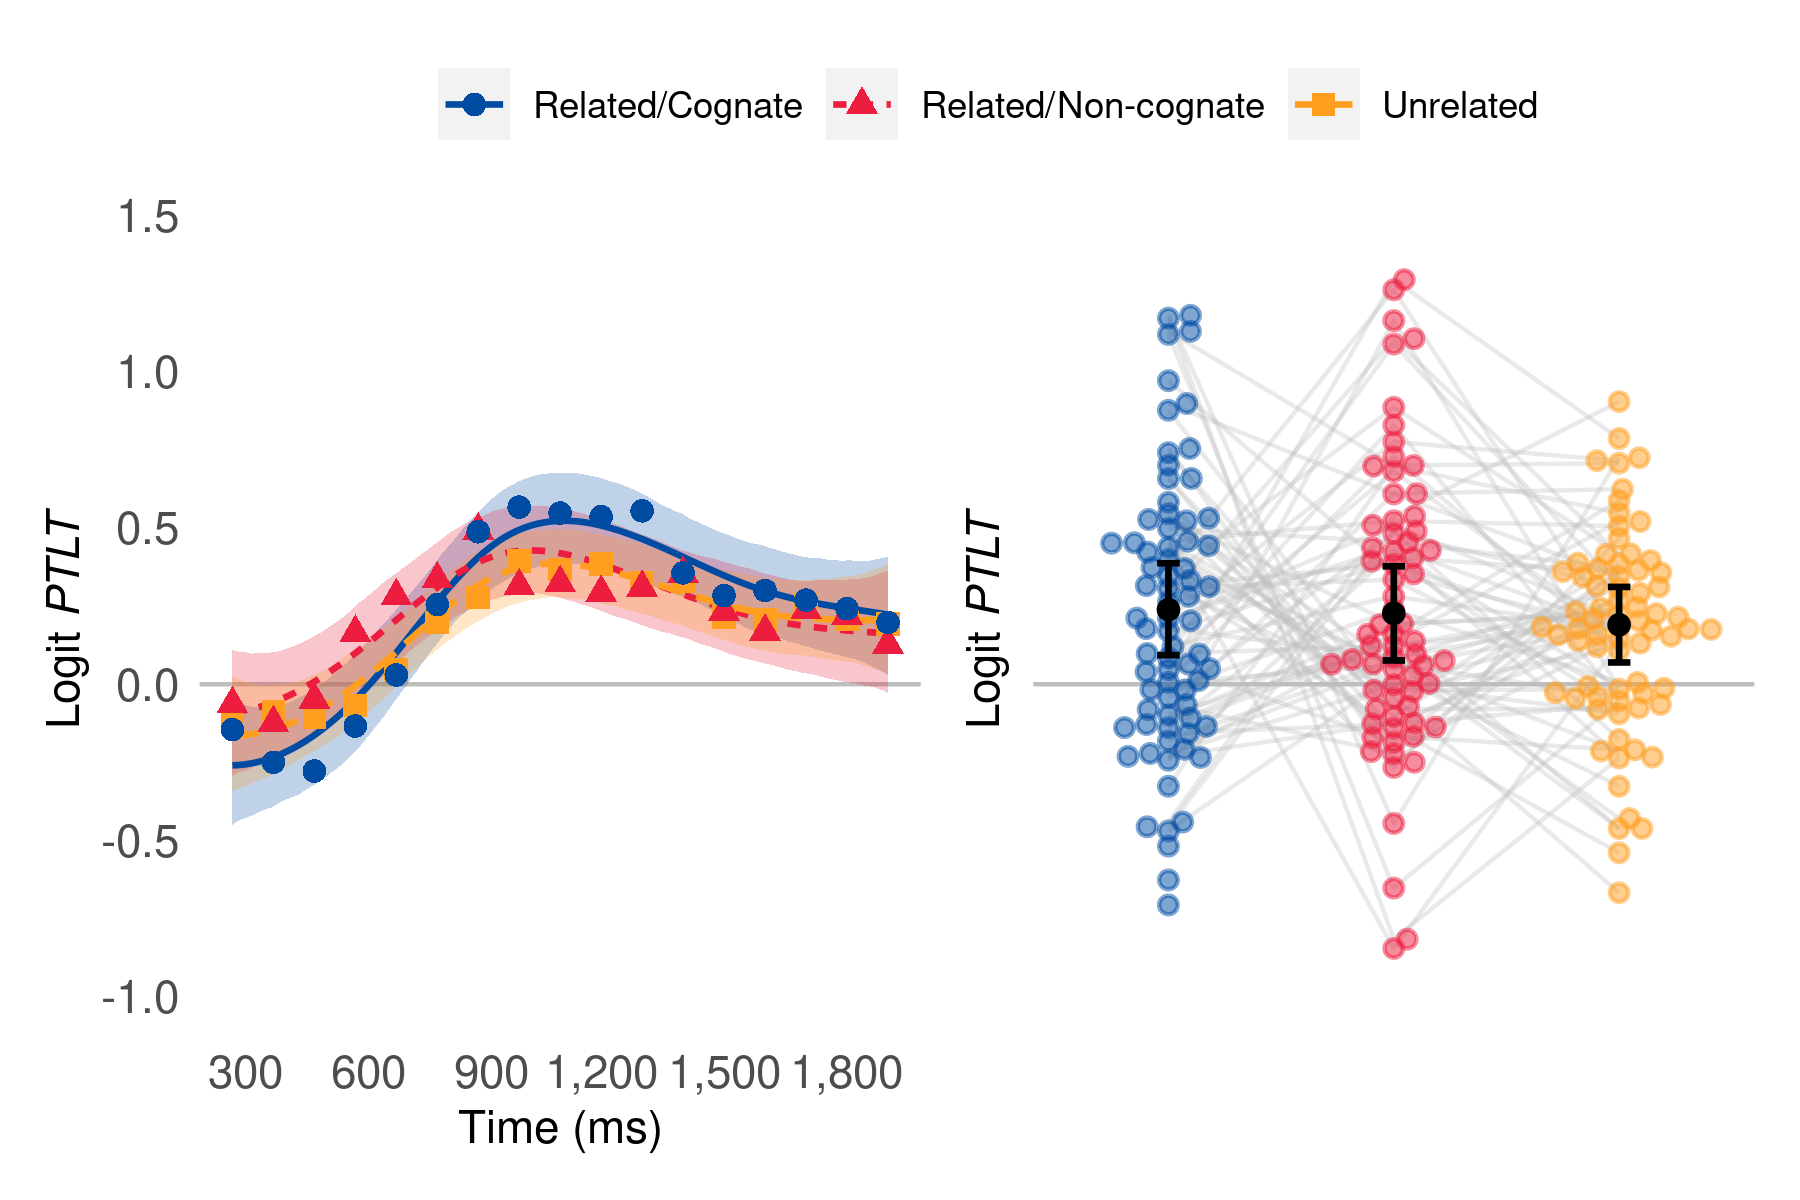 Related/Cognate Related/Non-cognate Unrelated
1.5
1.0
0.5
0.0
-0.5
-1.0
Logit PTLT
300 600 900 1,200 1,500 1,800
Time (ms)
Logit PTLT